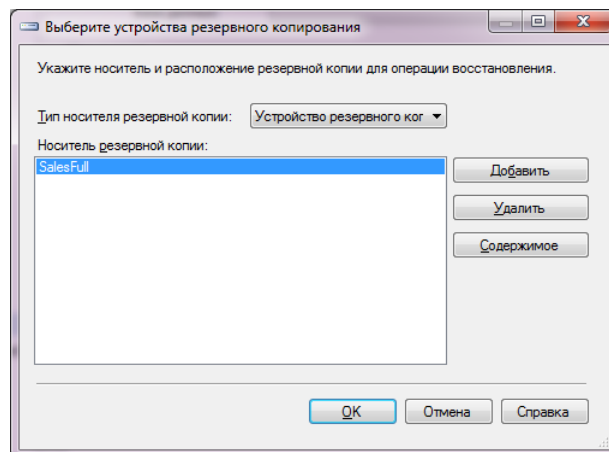 Выберите устройства резервного копирования
Укажите носитель и расположение резервной копии для операции восстановления.
Тип носителя резервной копии:
Устройство резервного ког
Носитель резервной копии:
SalesFull
Добавить
Удалить
Содержимое
OK
Отмена
Справка